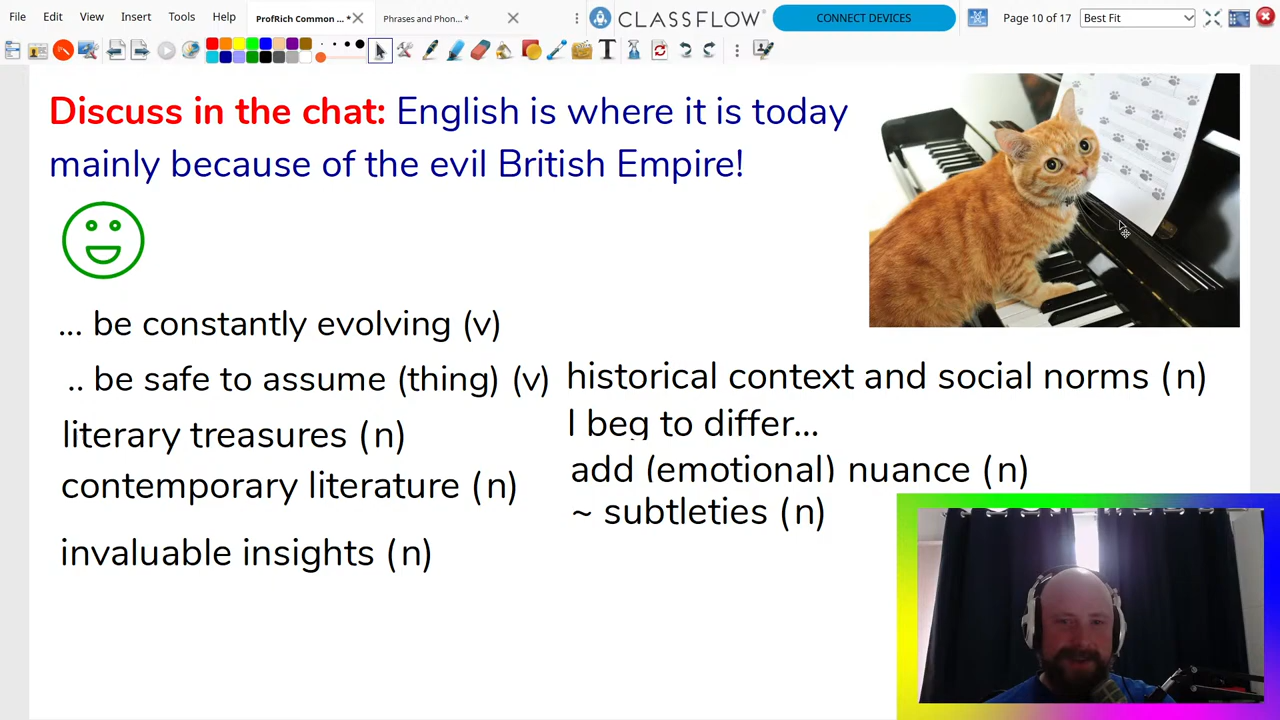 File Edit View Insert Tools Help ProfRich Common ... * Phrases and Phon... * CLASSFLOW CONNECT DEVICES Page 10 of 17 Best Fit
Discuss in the chat: English is where it is today
mainly because of the evil British Empire!
... be constantly evolving (v)
.. be safe to assume (thing) (v)
literary treasures (n)
contemporary literature (n)
invaluable insights (n)
historical context and social norms (n)
I beg to differ...
add (emotional) nuance (n)
~ subtleties (n)